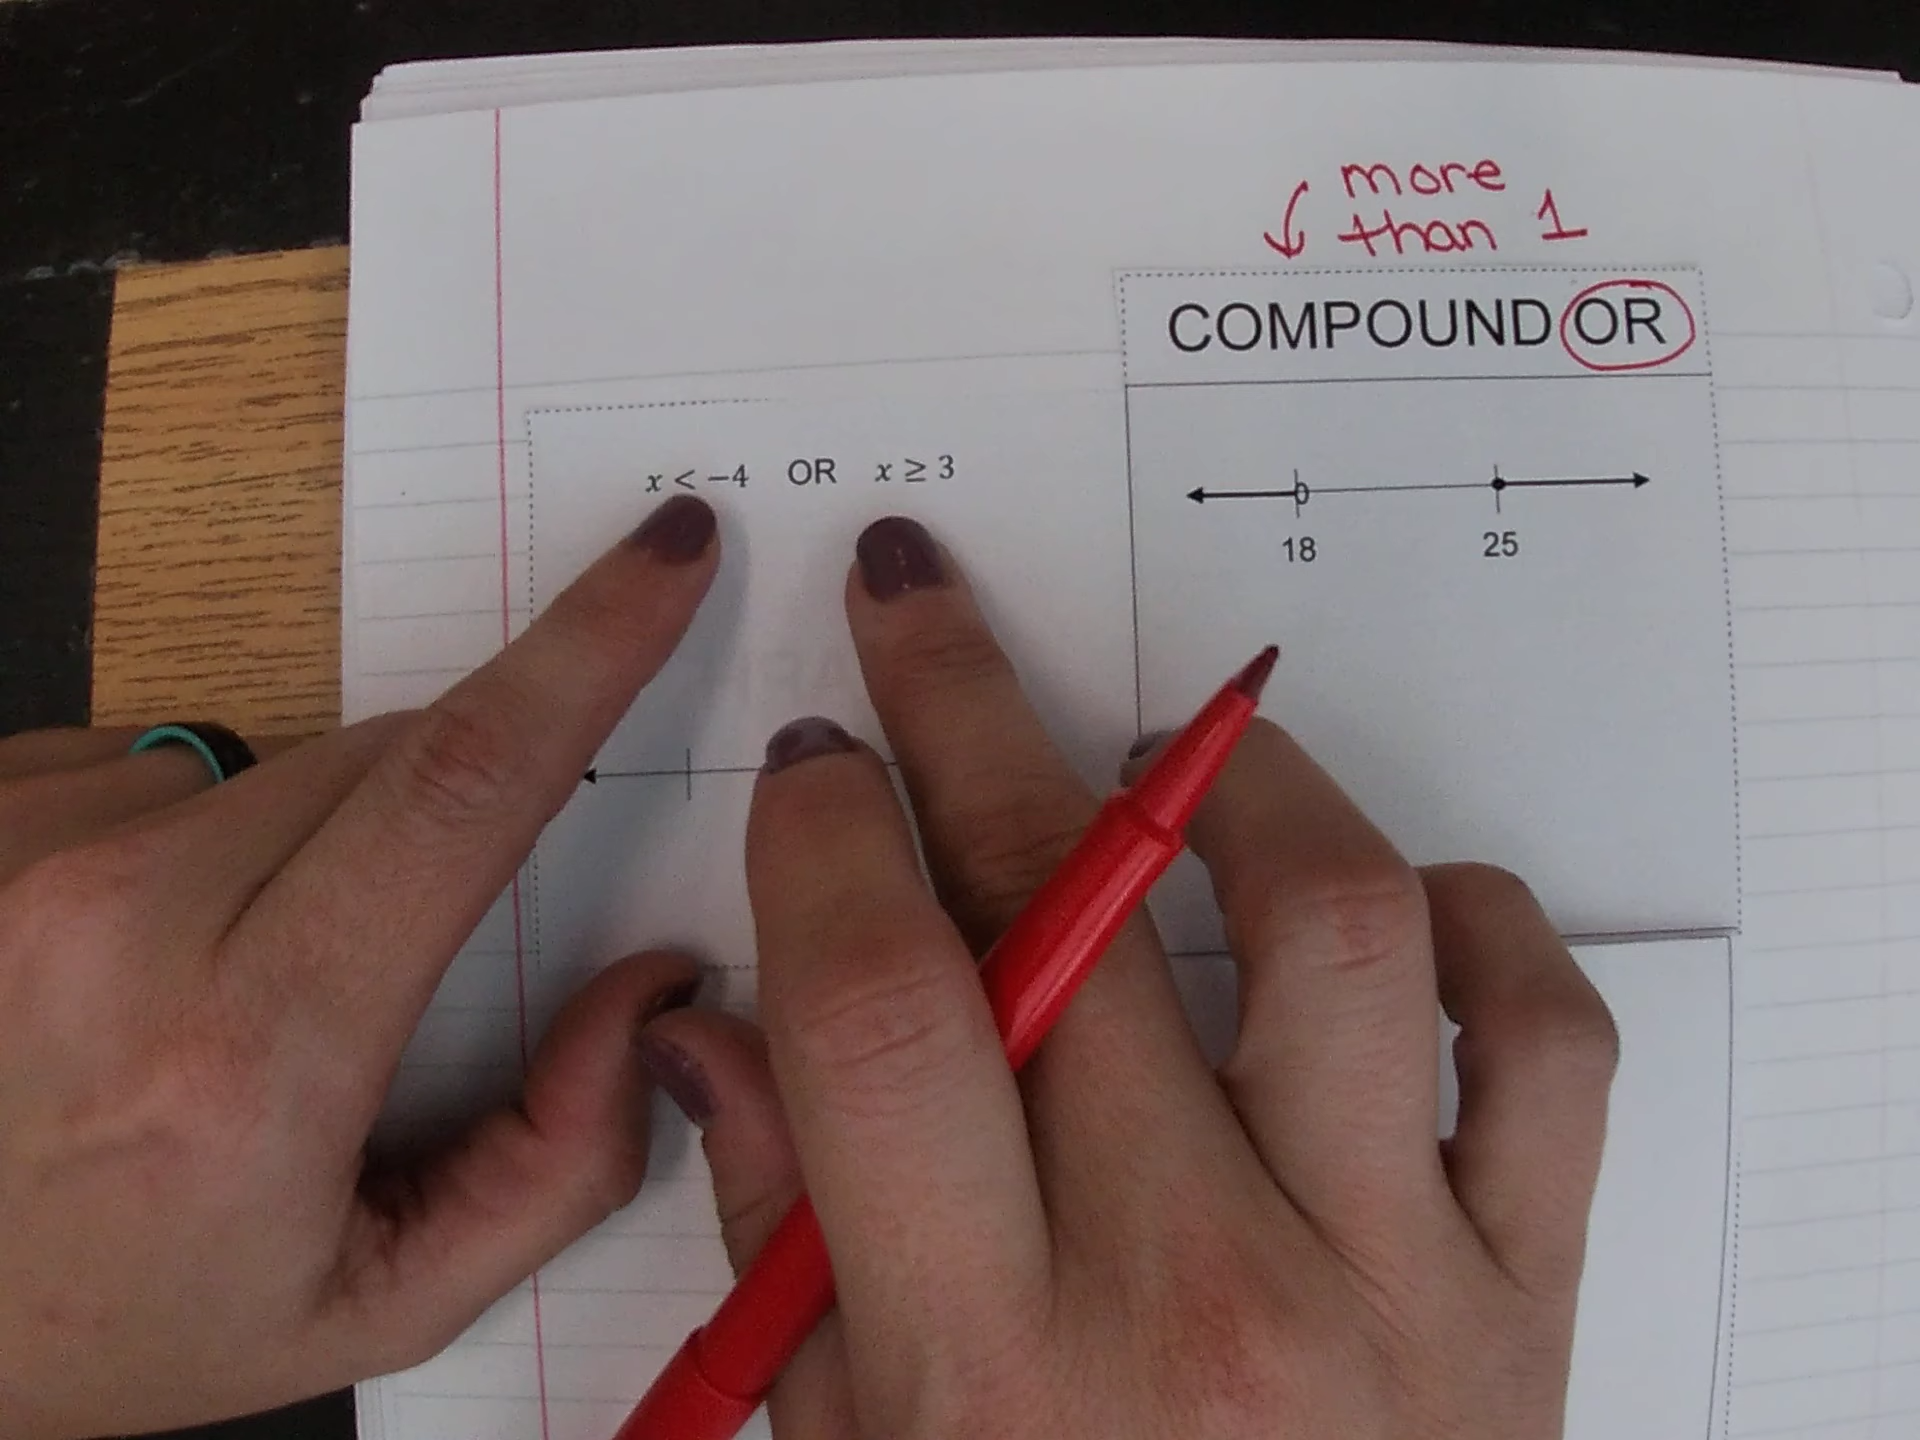 more
than 1
COMPOUND OR
x < −4 OR x ≥ 3
18 25